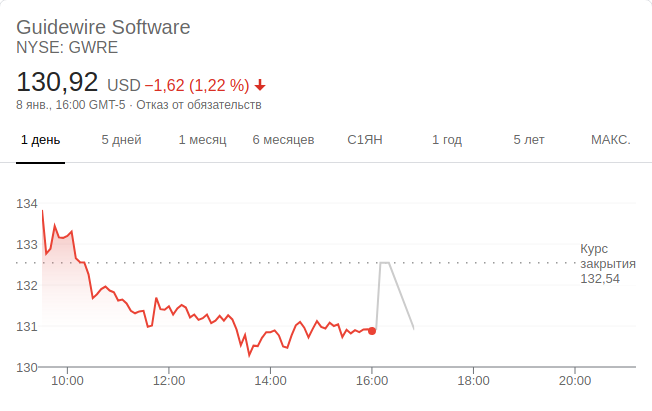 Guidewire Software
NYSE: GWRE
130,92 USD −1,62 (1,22 %)
8 янв., 16:00 GMT-5 · Отказ от обязательств
1 день 5 дней 1 месяц 6 месяцев С1ЯН 1 год 5 лет МАКС.
134
133
132
131
130
Курс
закрытия
132,54
10:00 12:00 14:00 16:00 18:00 20:00